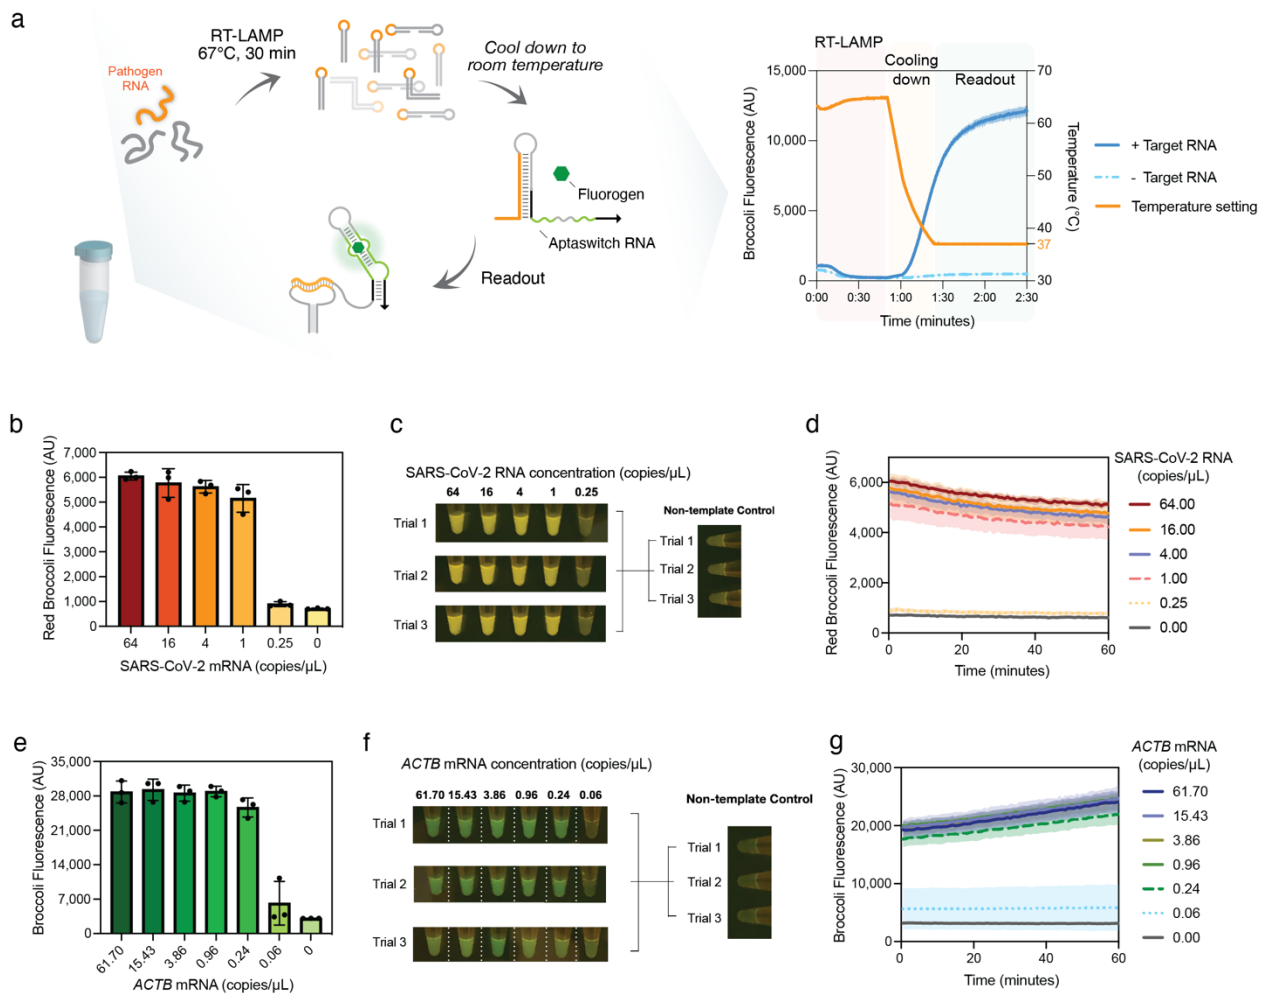 a
RT-LAMP
67°C, 30 min
Pathogen
RNA
Cool down to
room temperature
Fluorogen
Aptaswitch RNA
Readout
RT-LAMP
Cooling
down
Readout
Broccoli Fluorescence (AU)
15,000
10,000
5,000
0
70
60
50
40
37
30
Temperature (°C)
0:00 0:30 1:00 1:30 2:00 2:30
Time (minutes)
+ Target RNA
- Target RNA
Temperature setting
b
Red Broccoli Fluorescence (AU)
7,000
6,000
5,000
4,000
3,000
2,000
1,000
0
64 16 4 1 0.25 0
SARS-CoV-2 mRNA (copies/µL)
c
SARS-CoV-2 RNA concentration (copies/µL)
64 16 4 1 0.25
Trial 1
Trial 2
Trial 3
Non-template Control
Trial 1
Trial 2
Trial 3
d
Red Broccoli Fluorescence (AU)
6,000
4,000
2,000
0
0 20 40 60
Time (minutes)
SARS-CoV-2 RNA
(copies/µL)
64.00
16.00
4.00
1.00
0.25
0.00
e
Broccoli Fluorescence (AU)
35,000
28,000
21,000
14,000
7,000
0
61.70 15.43 3.86 0.96 0.24 0.06 0
ACTB mRNA (copies/µL)
f
ACTB mRNA concentration (copies/µL)
61.70 15.43 3.86 0.96 0.24 0.06
Trial 1
Trial 2
Trial 3
Non-template Control
Trial 1
Trial 2
Trial 3
g
Broccoli Fluorescence (AU)
30,000
20,000
10,000
0
0 20 40 60
Time (minutes)
ACTB mRNA
(copies/µL)
61.70
15.43
3.86
0.96
0.24
0.06
0.00